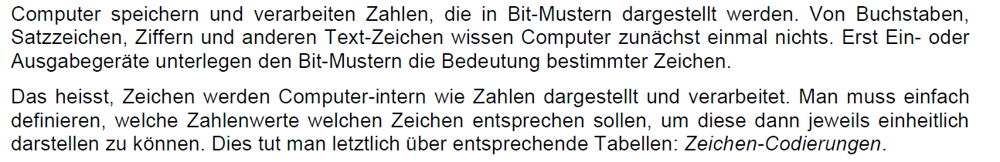 Computer speichern und verarbeiten Zahlen, die in Bit-Mustern dargestellt werden. Von Buchstaben,
Satzzeichen, Ziffern und anderen Text-Zeichen wissen Computer zunächst einmal nichts. Erst Ein- oder
Ausgabegeräte unterlegen den Bit-Mustern die Bedeutung bestimmter Zeichen.
Das heisst, Zeichen werden Computer-intern wie Zahlen dargestellt und verarbeitet. Man muss einfach
definieren, welche Zahlenwerte welchen Zeichen entsprechen sollen, um diese dann jeweils einheitlich
darstellen zu können. Dies tut man letztlich über entsprechende Tabellen: Zeichen-Codierungen.